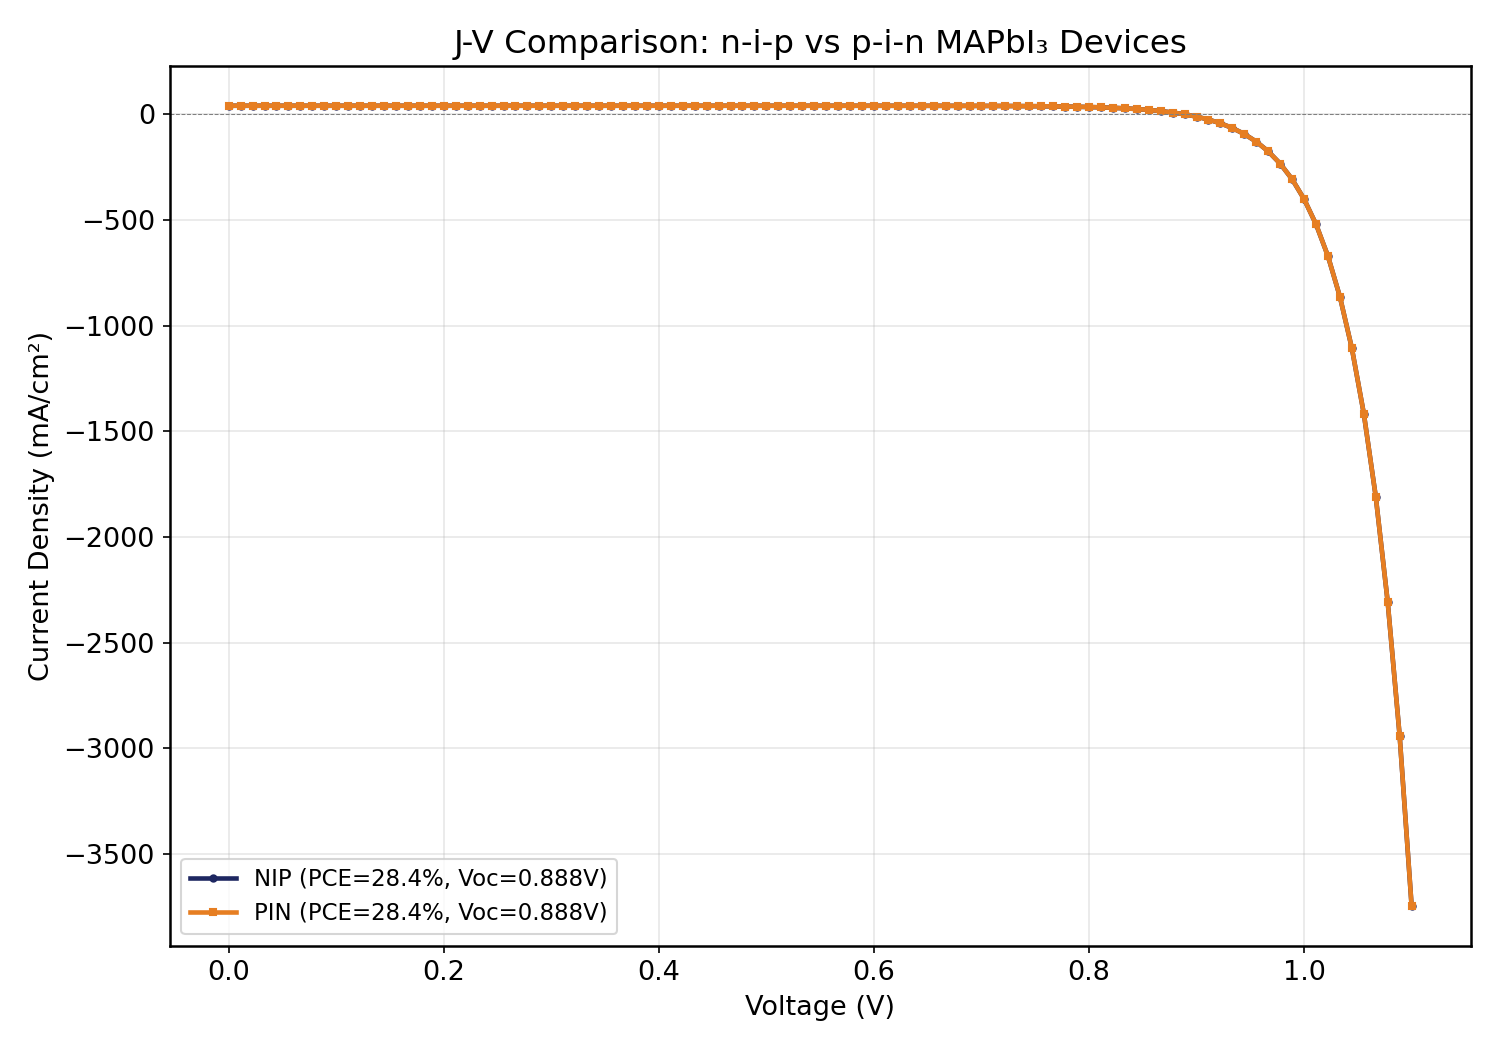 J-V Comparison: n-i-p vs p-i-n MAPbI₃ Devices
Current Density (mA/cm²)
0
−500
−1000
−1500
−2000
−2500
−3000
−3500
NIP (PCE=28.4%, Voc=0.888V)
PIN (PCE=28.4%, Voc=0.888V)
0.0 0.2 0.4 0.6 0.8 1.0
Voltage (V)